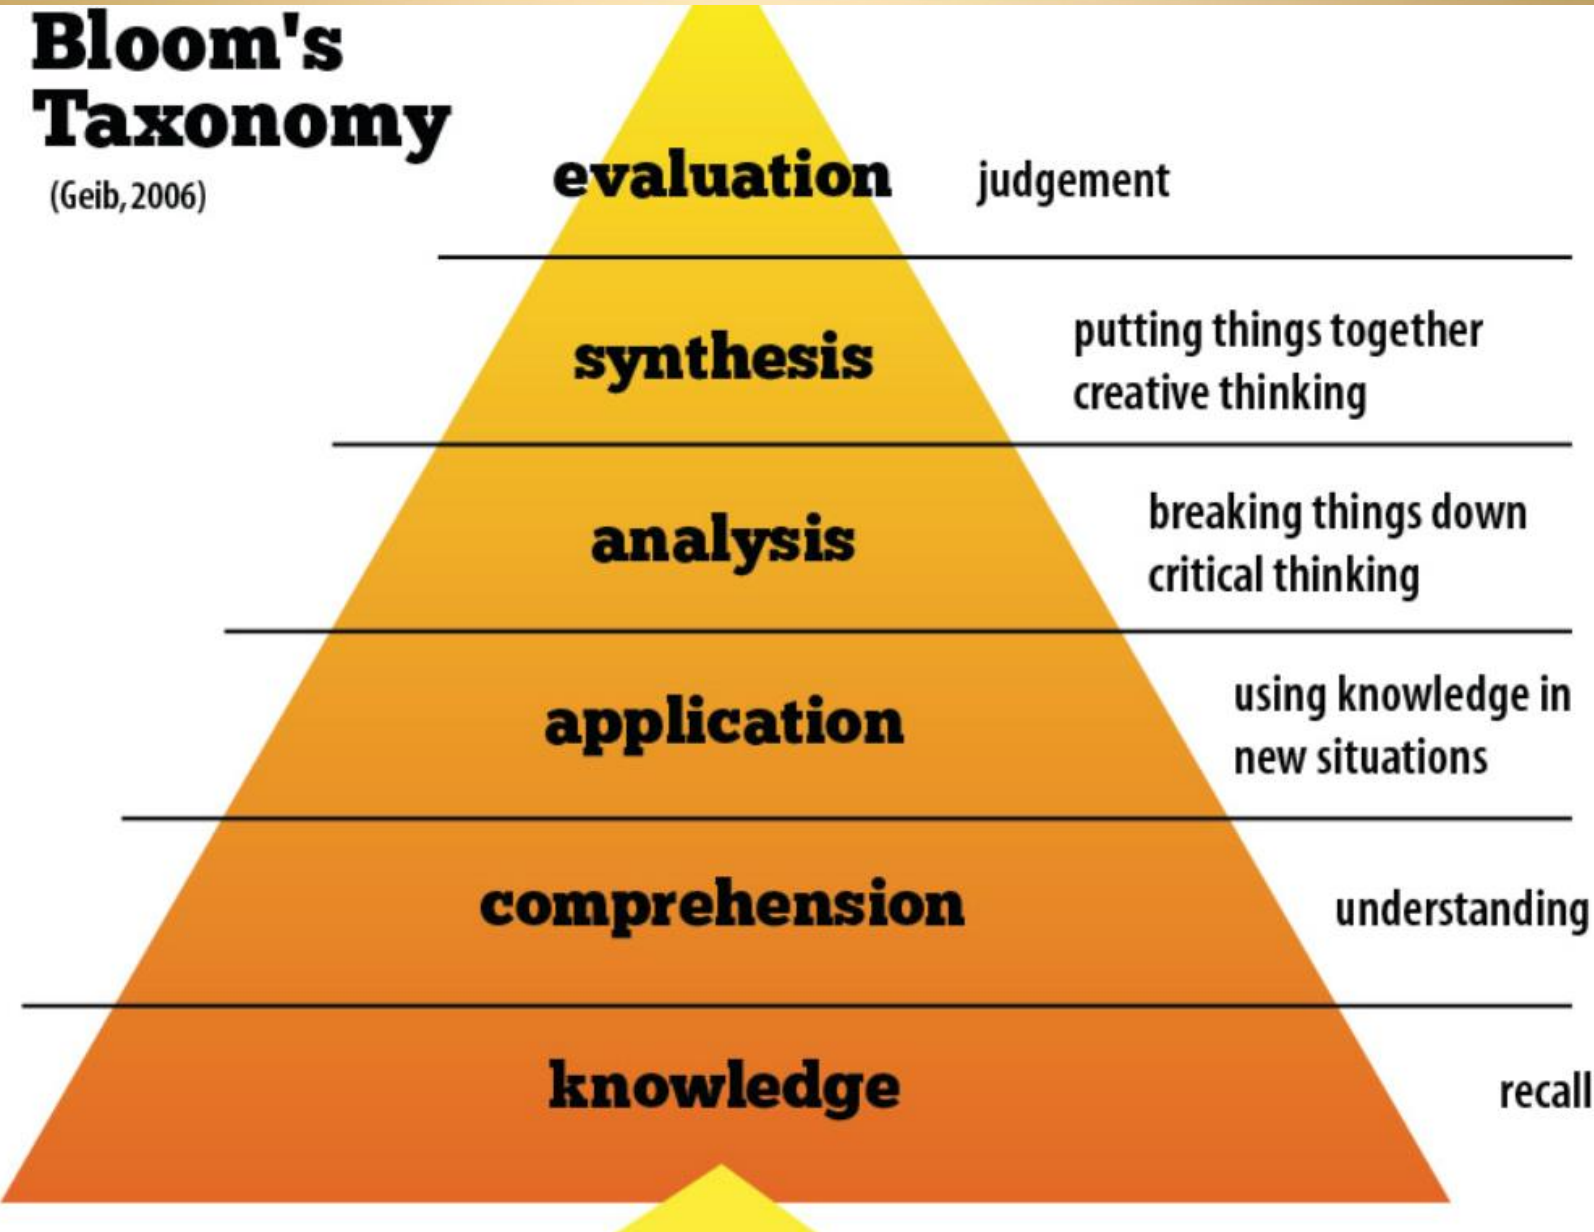 Bloom's
Taxonomy
(Geib, 2006)
evaluation
judgement
synthesis
putting things together
creative thinking
analysis
breaking things down
critical thinking
application
using knowledge in
new situations
comprehension
understanding
knowledge
recall